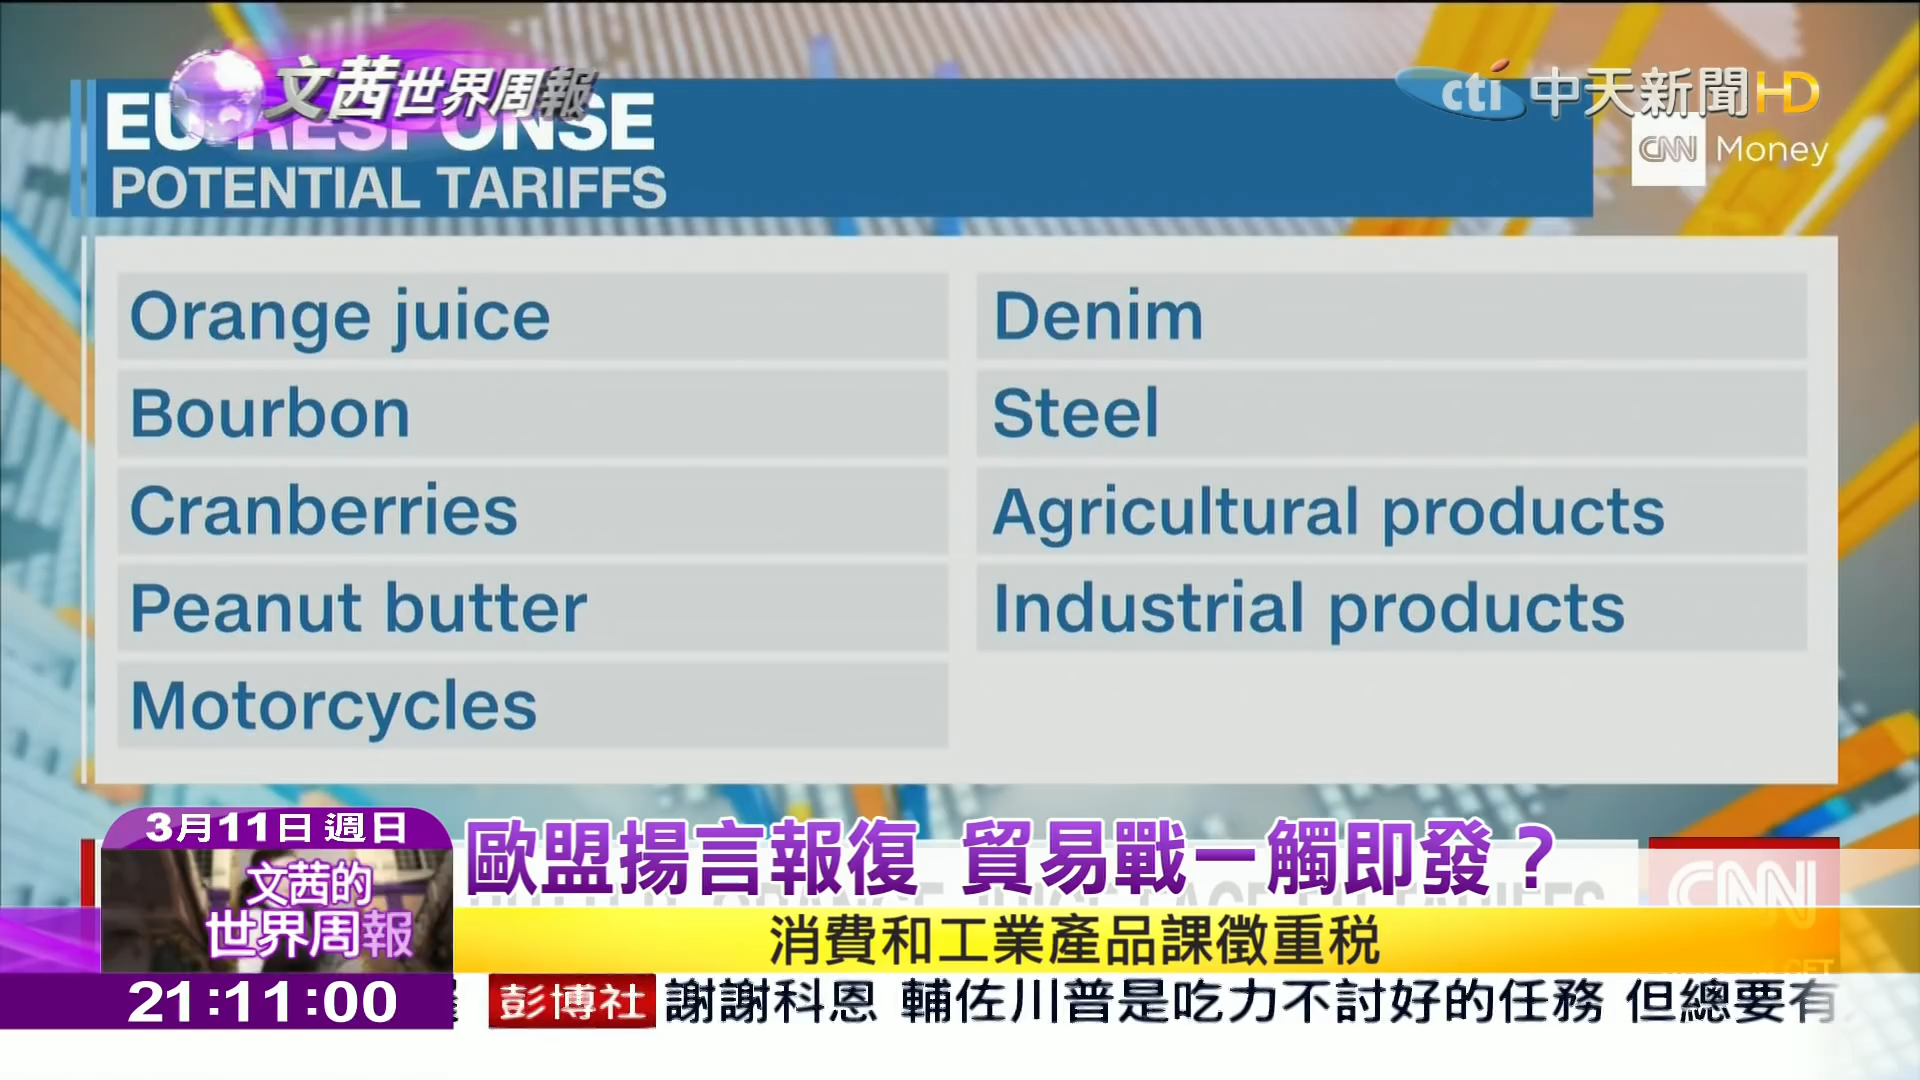 文茜世界周報
cti 中天新聞HD
EU RESPONSE
CNN Money
POTENTIAL TARIFFS
Orange juice
Denim
Bourbon
Steel
Cranberries
Agricultural products
Peanut butter
Industrial products
Motorcycles
3月11日 週日
歐盟揚言報復 貿易戰一觸即發？
CNN
文茜的
世界周報
消費和工業產品課徵重税
21:11:00
彭博社 謝謝科恩 輔佐川普是吃力不討好的任務 但總要有